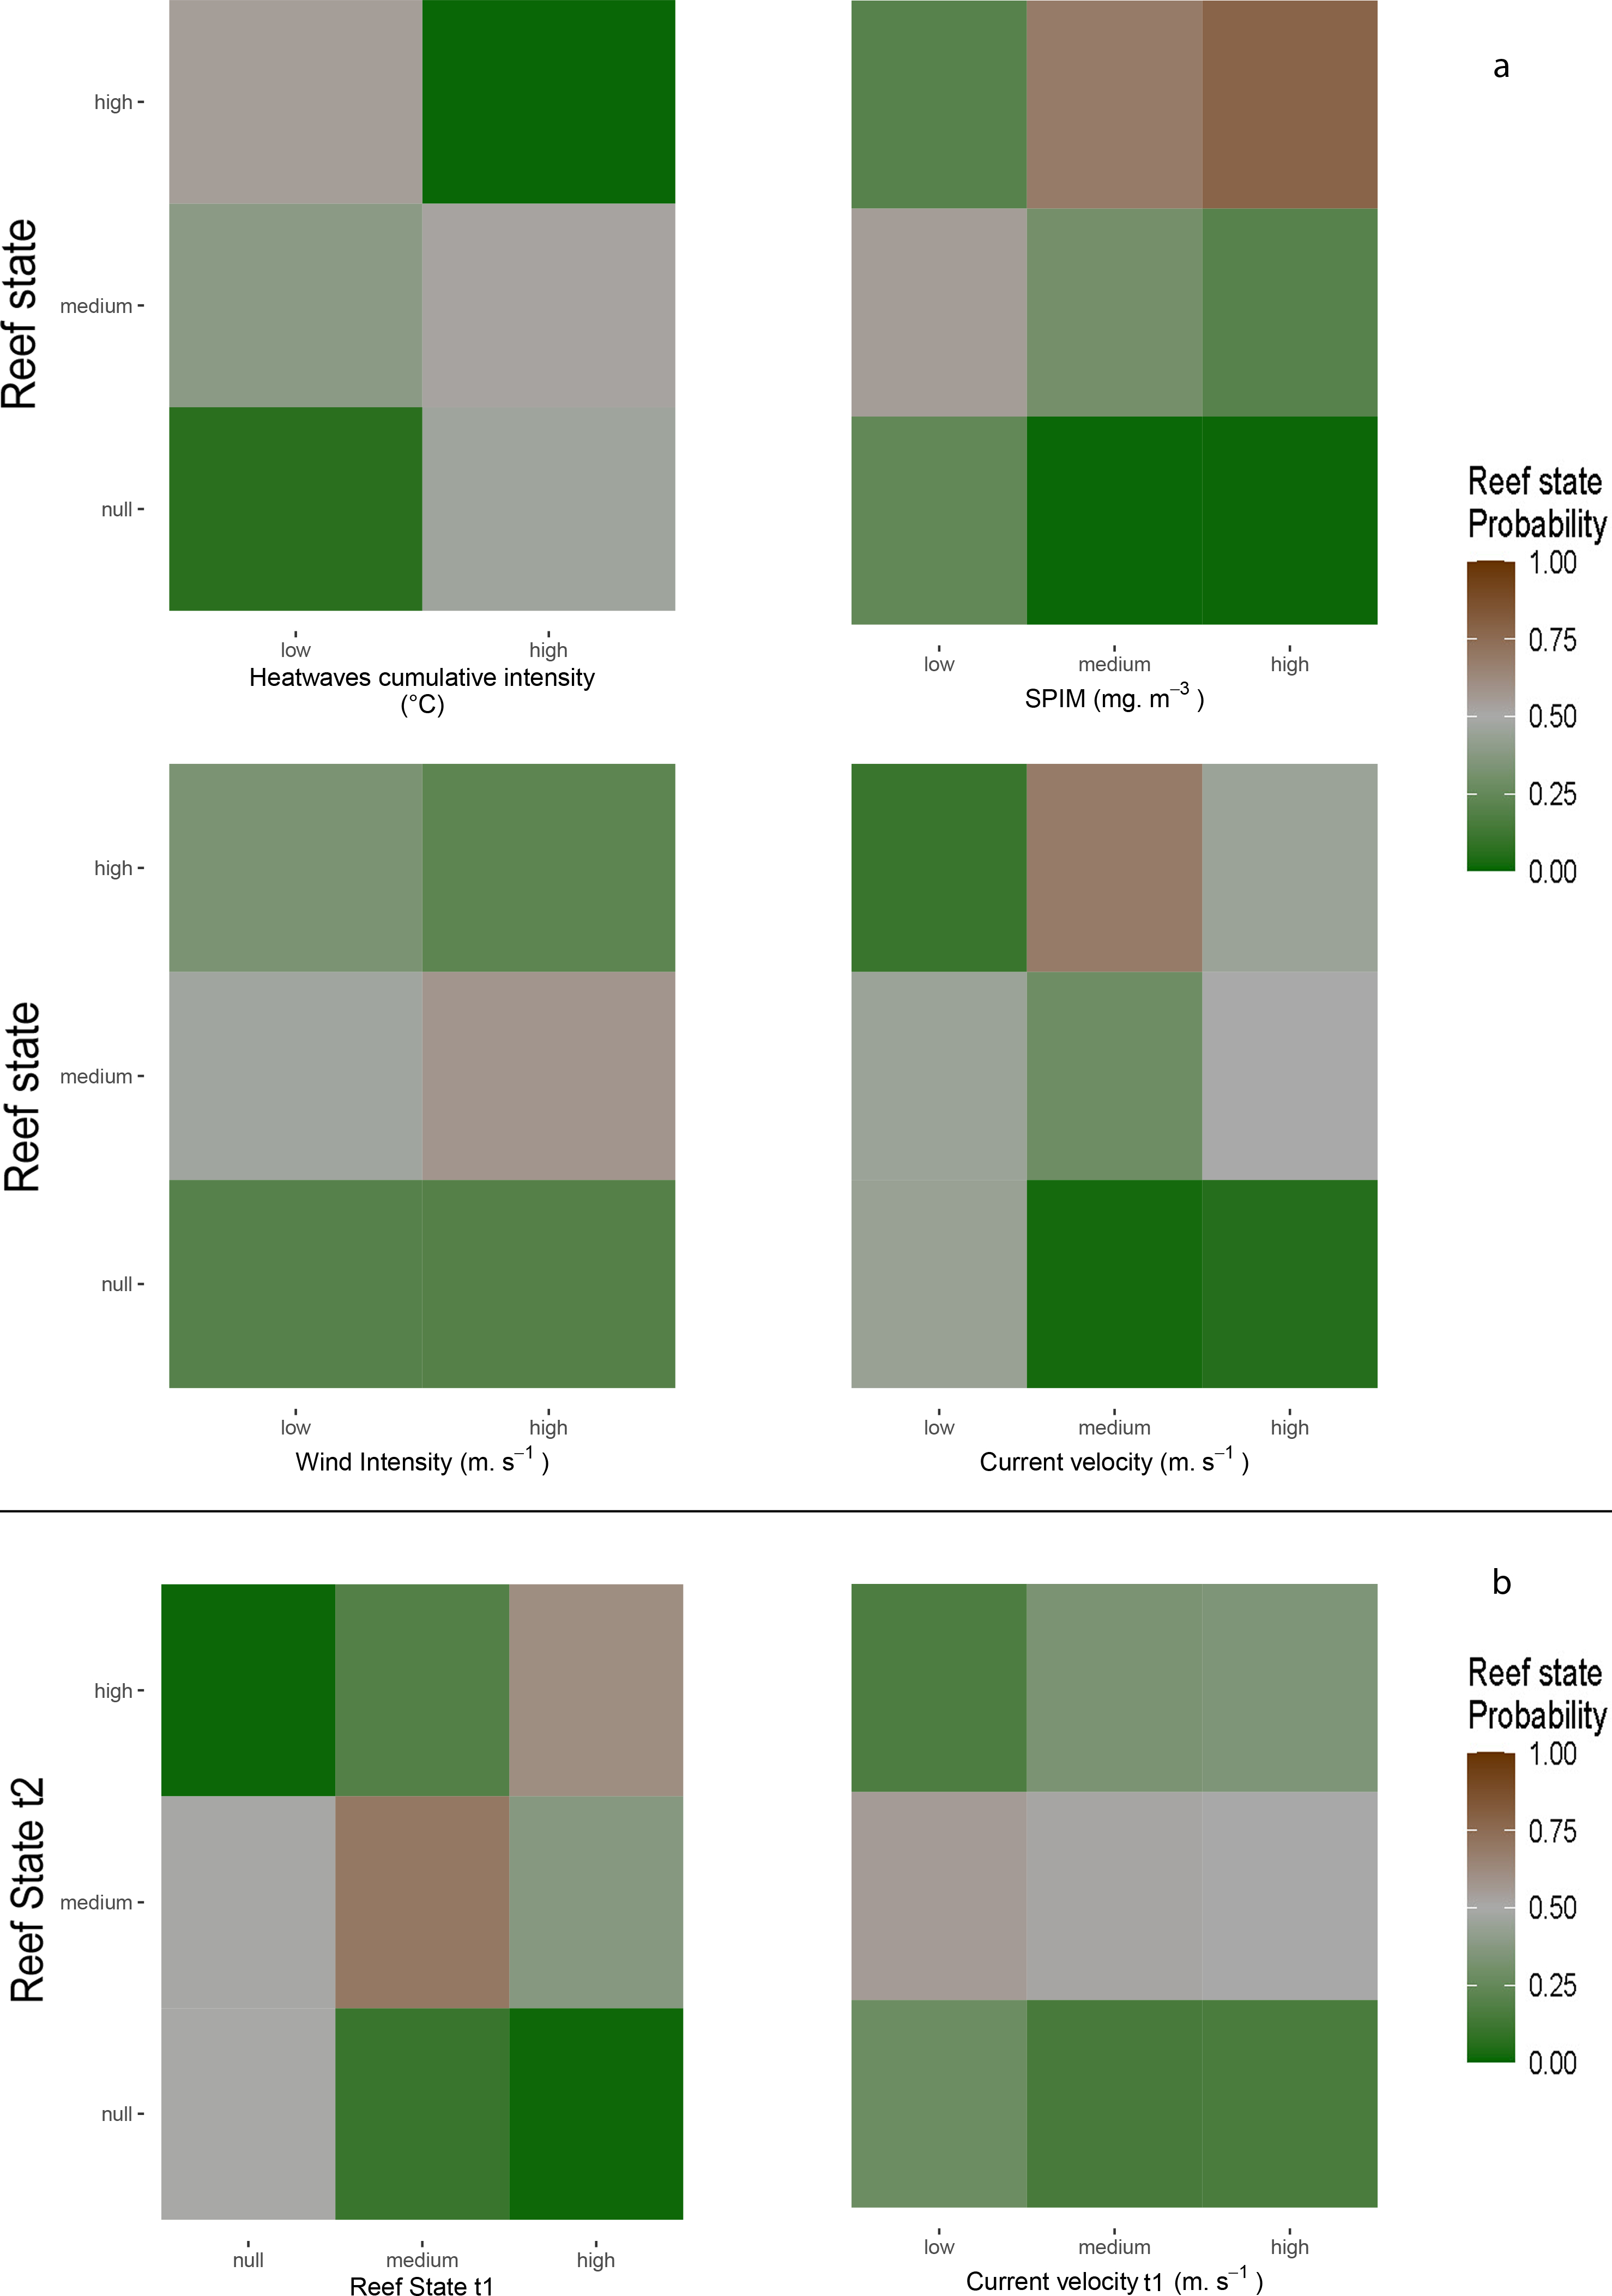 a
Reef state
high
medium
null
low
high
Heatwaves cumulative intensity
(°C)
low
medium
high
SPIM (mg. m−3 )
Reef state
Probability
1.00
0.75
0.50
0.25
0.00
Reef state
high
medium
null
low
high
Wind Intensity (m. s−1 )
low
medium
high
Current velocity (m. s−1 )
b
Reef State t2
high
medium
null
null
medium
high
Reef State t1
low
medium
high
Current velocity t1 (m. s−1 )
Reef state
Probability
1.00
0.75
0.50
0.25
0.00